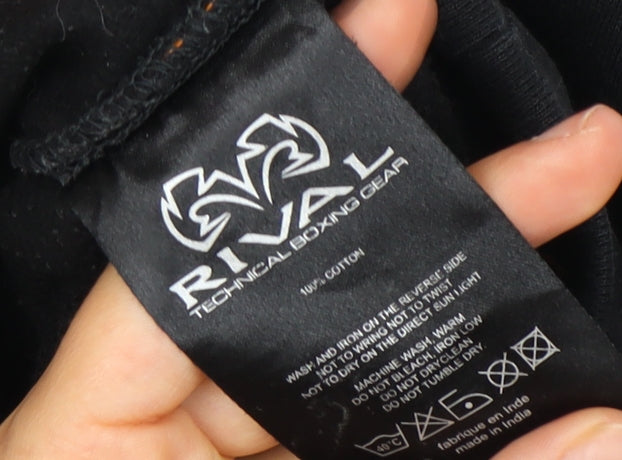 RIVAL
TECHNICAL BOXING GEAR
100% COTTON
WASH AND IRON ON THE REVERSE SIDE
NOT TO WRING NOT TO TWIST
NOT TO DRY ON THE DIRECT SUN LIGHT
MACHINE WASH, WARM
DO NOT BLEACH, IRON LOW
DO NOT DRYCLEAN
DO NOT TUMBLE DRY
40°C
fabrique en Inde
made in India